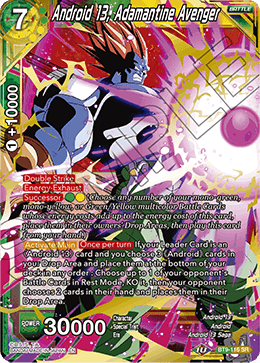 7
Android 13, Adamantine Avenger
BATTLE
1 +10000
Double Strike
Energy-Exhaust
Successor (Choose any number of your mono-green,
mono-yellow, or Green/Yellow multicolor Battle Cards
whose energy costs add up to the energy cost of this card,
place them in their owners' Drop Areas, then play this card
from your hand.)
Activate Main Once per turn If your Leader Card is an
《Android 13》 card and you choose 3 《Android》 cards in
your Drop Area and place them at the bottom of your
deck in any order: Choose up to 1 of your opponent's
Battle Cards in Rest Mode, KO it, then your opponent
chooses 2 cards in their hand and places them in their
Drop Area.
POWER 30000
Character Android 13
Special Trait Android
Era
BT9-186 SR